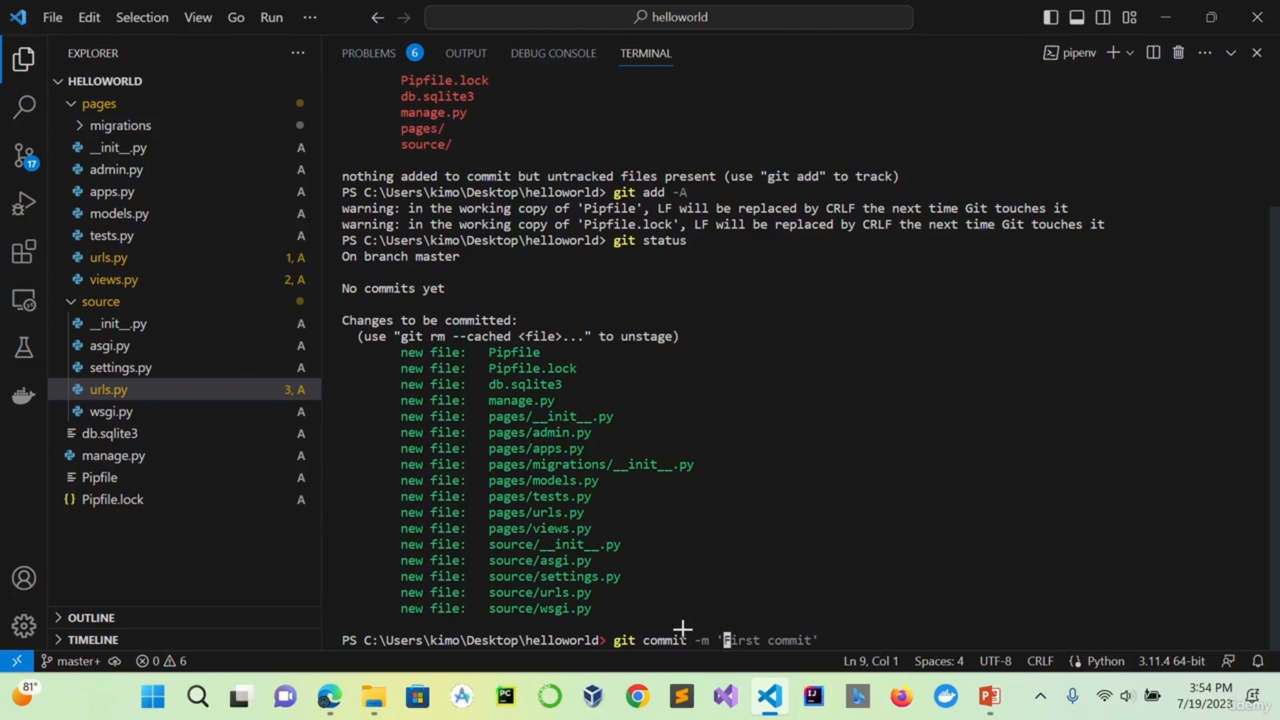 File Edit Selection View Go Run ··· helloworld
EXPLORER ···
HELLOWORLD
pages
migrations
__init__.py A
admin.py A
apps.py A
models.py A
tests.py A
urls.py 1, A
views.py 2, A
source
__init__.py A
asgi.py A
settings.py A
urls.py 3, A
wsgi.py A
db.sqlite3 A
manage.py A
Pipfile A
{} Pipfile.lock A
OUTLINE
TIMELINE
17
PROBLEMS 6 OUTPUT DEBUG CONSOLE TERMINAL pipenv
Pipfile.lock
db.sqlite3
manage.py
pages/
source/
nothing added to commit but untracked files present (use "git add" to track)
PS C:\Users\kimo\Desktop\helloworld> git add -A
warning: in the working copy of 'Pipfile', LF will be replaced by CRLF the next time Git touches it
warning: in the working copy of 'Pipfile.lock', LF will be replaced by CRLF the next time Git touches it
PS C:\Users\kimo\Desktop\helloworld> git status
On branch master
No commits yet
Changes to be committed:
(use "git rm --cached <file>..." to unstage)
new file: Pipfile
new file: Pipfile.lock
new file: db.sqlite3
new file: manage.py
new file: pages/__init__.py
new file: pages/admin.py
new file: pages/apps.py
new file: pages/migrations/__init__.py
new file: pages/models.py
new file: pages/tests.py
new file: pages/urls.py
new file: pages/views.py
new file: source/__init__.py
new file: source/asgi.py
new file: source/settings.py
new file: source/urls.py
new file: source/wsgi.py
PS C:\Users\kimo\Desktop\helloworld> git commit -m 'First commit'
master+ 0 6 Ln 9, Col 1 Spaces: 4 UTF-8 CRLF Python 3.11.4 64-bit
81° PC 3:54 PM
7/19/2023
Udemy